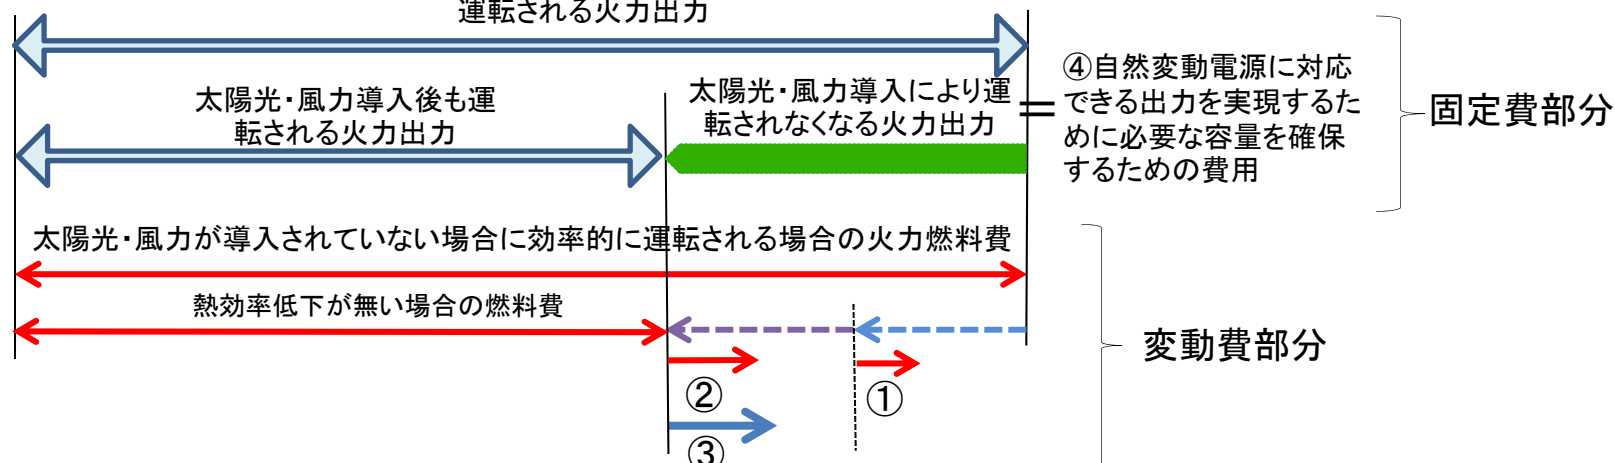 運転される火力出力
太陽光・風力導入後も運
転される火力出力
太陽光・風力導入により運
転されなくなる火力出力
④自然変動電源に対応
できる出力を実現するた
めに必要な容量を確保
するための費用
固定費部分
太陽光・風力が導入されていない場合に効率的に運転される場合の火力燃料費
熱効率低下が無い場合の燃料費
変動費部分
②
①
③